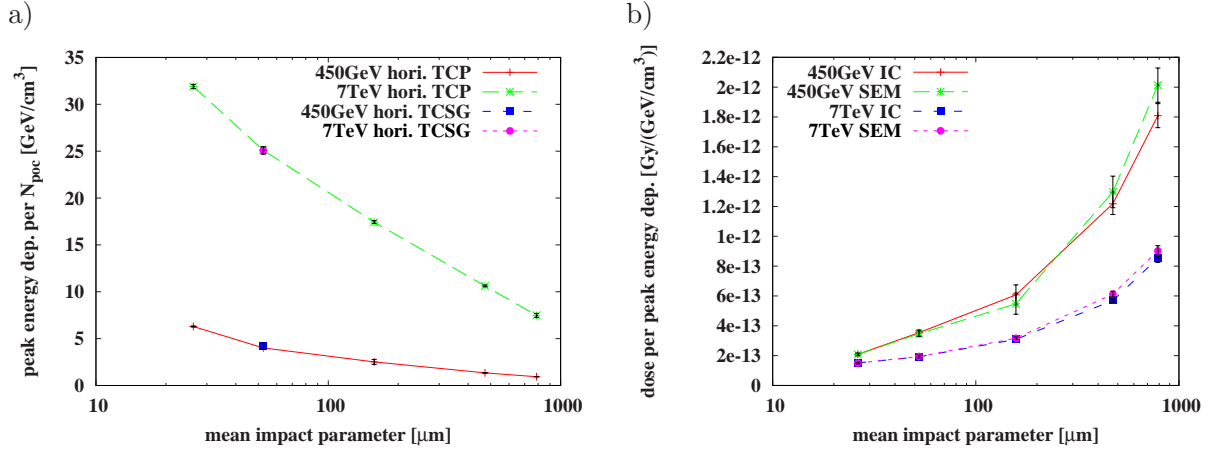 a)
peak energy dep. per N_poc [GeV/cm^3]
35
30
25
20
15
10
5
0
450GeV hori. TCP
7TeV hori. TCP
450GeV hori. TCSG
7TeV hori. TCSG
10 100 1000
mean impact parameter [μm]
b)
dose per peak energy dep. [Gy/(GeV/cm^3)]
2.2e-12
2e-12
1.8e-12
1.6e-12
1.4e-12
1.2e-12
1e-12
8e-13
6e-13
4e-13
2e-13
0
450GeV IC
450GeV SEM
7TeV IC
7TeV SEM
10 100 1000
mean impact parameter [μm]